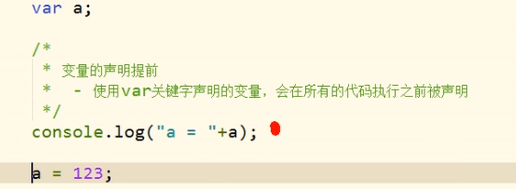 var a;
/*
* 变量的声明提前
* - 使用var关键字声明的变量，会在所有的代码执行之前被声明
*/
console.log("a = "+a);
a = 123;